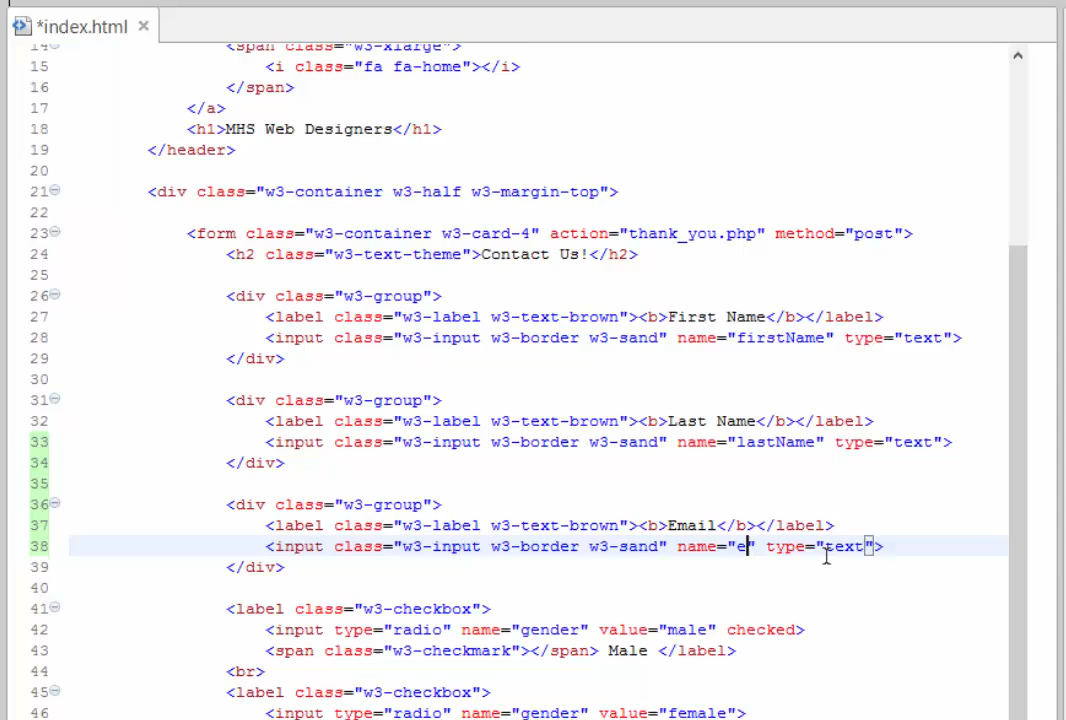 *index.html
14 <span class="w3-xlarge">
15 <i class="fa fa-home"></i>
16 </span>
17 </a>
18 <h1>MHS Web Designers</h1>
19 </header>
20
21 <div class="w3-container w3-half w3-margin-top">
22
23 <form class="w3-container w3-card-4" action="thank_you.php" method="post">
24 <h2 class="w3-text-theme">Contact Us!</h2>
25
26 <div class="w3-group">
27 <label class="w3-label w3-text-brown"><b>First Name</b></label>
28 <input class="w3-input w3-border w3-sand" name="firstName" type="text">
29 </div>
30
31 <div class="w3-group">
32 <label class="w3-label w3-text-brown"><b>Last Name</b></label>
33 <input class="w3-input w3-border w3-sand" name="lastName" type="text">
34 </div>
35
36 <div class="w3-group">
37 <label class="w3-label w3-text-brown"><b>Email</b></label>
38 <input class="w3-input w3-border w3-sand" name="e" type="text">
39 </div>
40
41 <label class="w3-checkbox">
42 <input type="radio" name="gender" value="male" checked>
43 <span class="w3-checkmark"></span> Male </label>
44 <br>
45 <label class="w3-checkbox">
46 <input type="radio" name="gender" value="female">